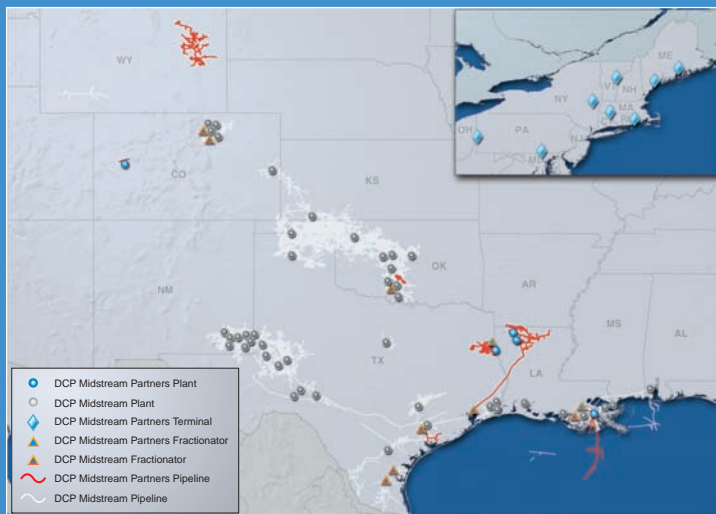 WY
CO
KS
NM
OK
TX
AR
LA
MS
AL
ME
VT
NH
NY
MA
OH
PA
NJ
DCP Midstream Partners Plant
DCP Midstream Plant
DCP Midstream Partners Terminal
DCP Midstream Partners Fractionator
DCP Midstream Fractionator
DCP Midstream Partners Pipeline
DCP Midstream Pipeline